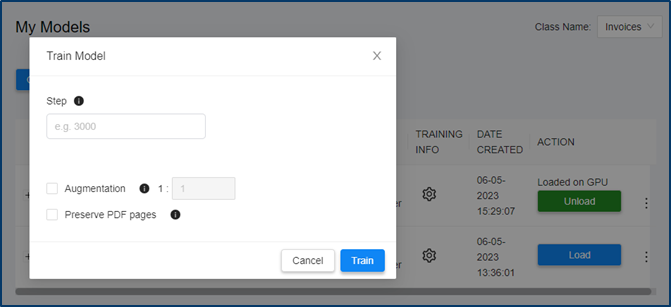 My Models
Class Name: Invoices
Train Model
Step
e.g. 3000
Augmentation 1 : 1
Preserve PDF pages
Cancel
Train
TRAINING INFO
DATE CREATED
ACTION
06-05-2023 15:29:07
Loaded on GPU
Unload
06-05-2023 13:36:01
Load